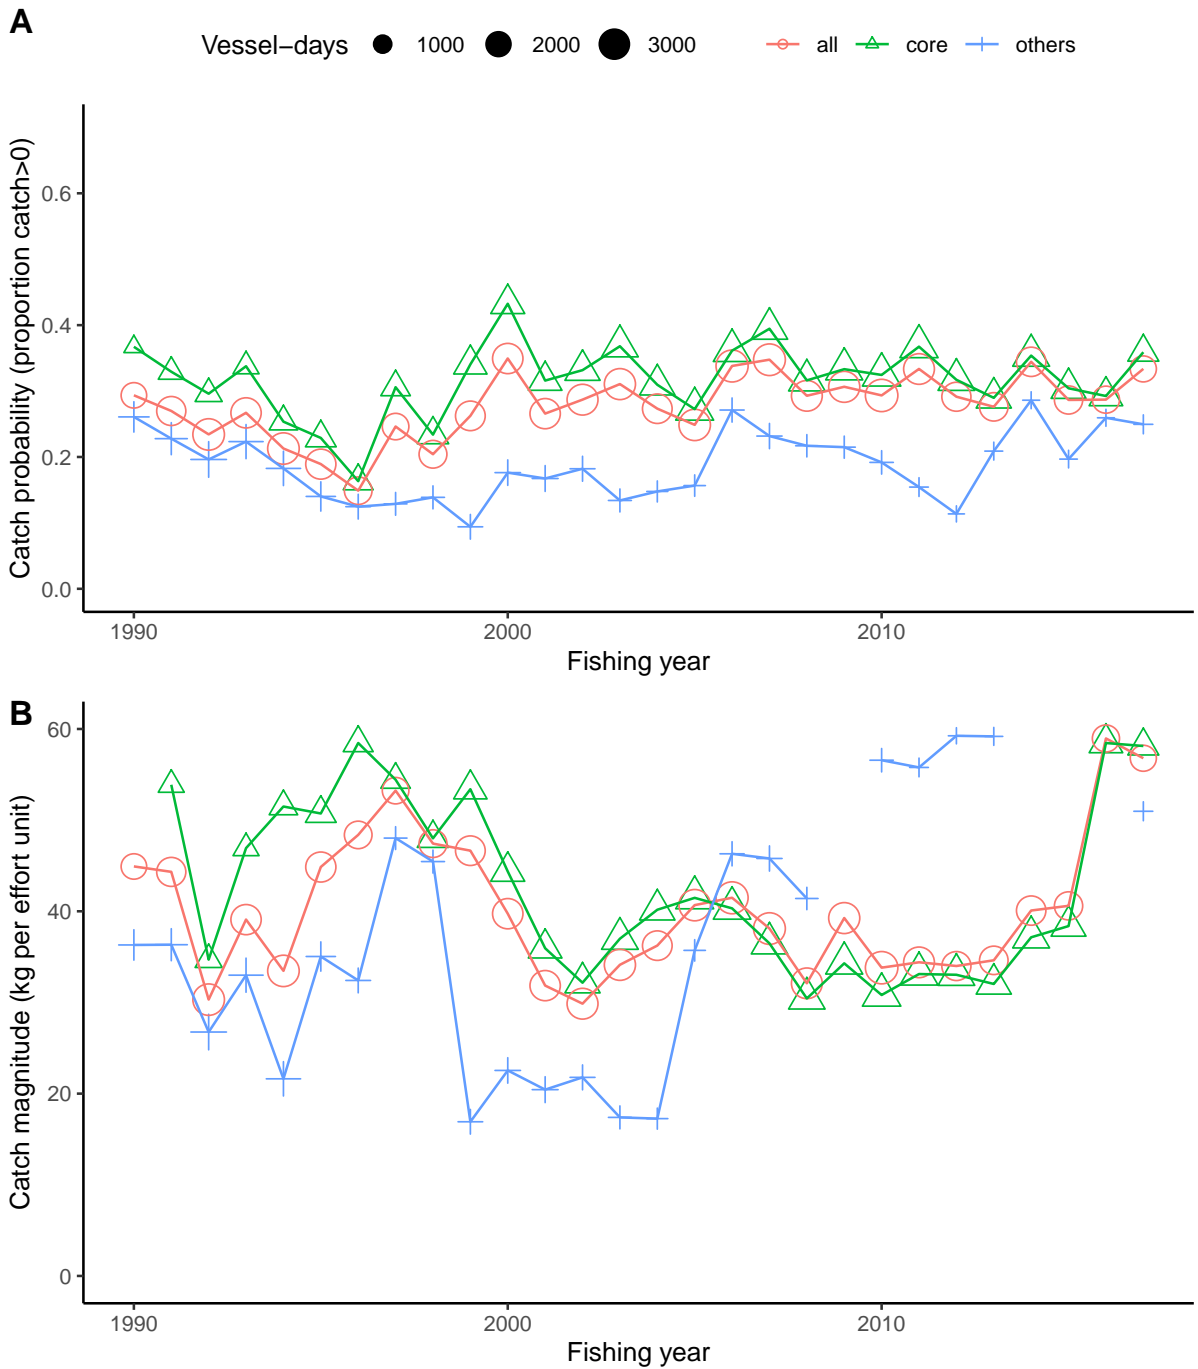 A
Vessel−days 1000 2000 3000 all core others
Catch probability (proportion catch>0)
0.6
0.4
0.2
0.0
1990 2000 2010
Fishing year
B
Catch magnitude (kg per effort unit)
60
40
20
0
1990 2000 2010
Fishing year